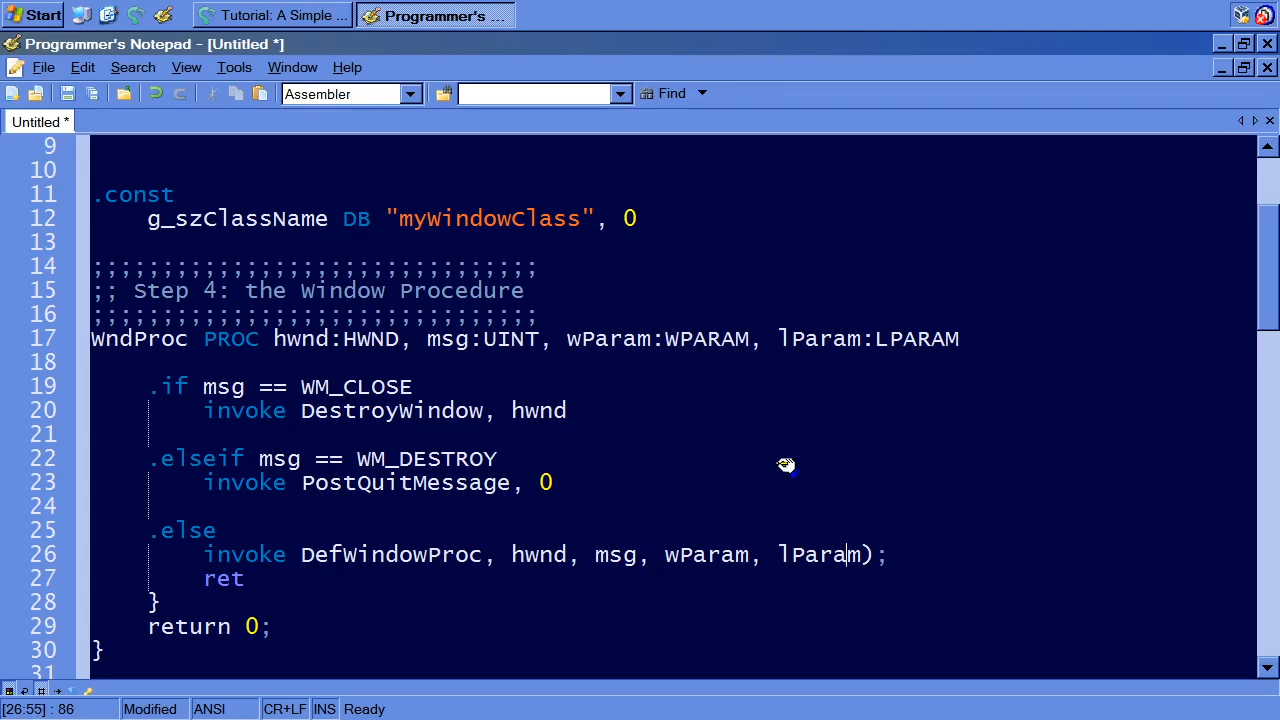 Start Tutorial: A Simple ... Programmer's ...
Programmer's Notepad - [Untitled *]
File Edit Search View Tools Window Help
Assembler Find
Untitled *
9
10
11 .const
12 g_szClassName DB "myWindowClass", 0
13
14 ;;;;;;;;;;;;;;;;;;;;;;;;;;;;;;;;
15 ;; Step 4: the Window Procedure
16 ;;;;;;;;;;;;;;;;;;;;;;;;;;;;;;;;
17 WndProc PROC hwnd:HWND, msg:UINT, wParam:WPARAM, lParam:LPARAM
18
19 .if msg == WM_CLOSE
20 invoke DestroyWindow, hwnd
21
22 .elseif msg == WM_DESTROY
23 invoke PostQuitMessage, 0
24
25 .else
26 invoke DefWindowProc, hwnd, msg, wParam, lParam);
27 ret
28 }
29 return 0;
30 }
31
[26:55] : 86 Modified ANSI CR+LF INS Ready